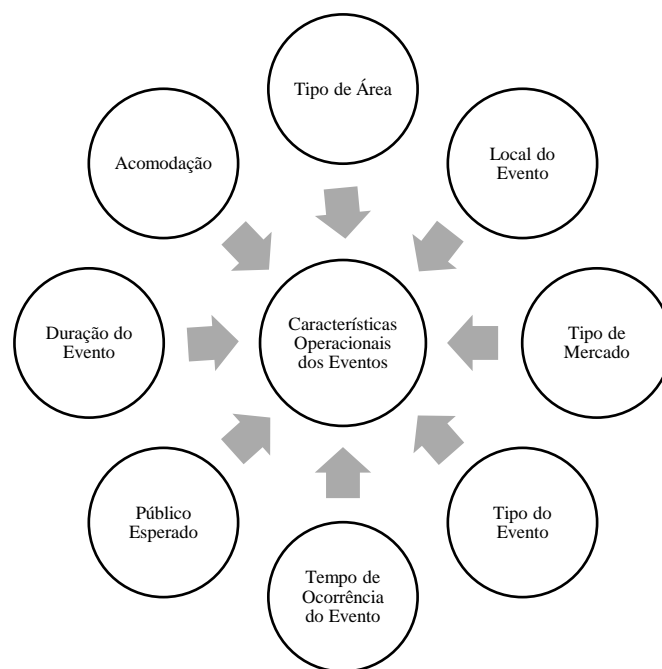 Tipo de Área
Local do
Evento
Tipo de
Mercado
Tipo do
Evento
Tempo de
Ocorrência
do Evento
Público
Esperado
Duração do
Evento
Acomodação
Características
Operacionais
dos Eventos